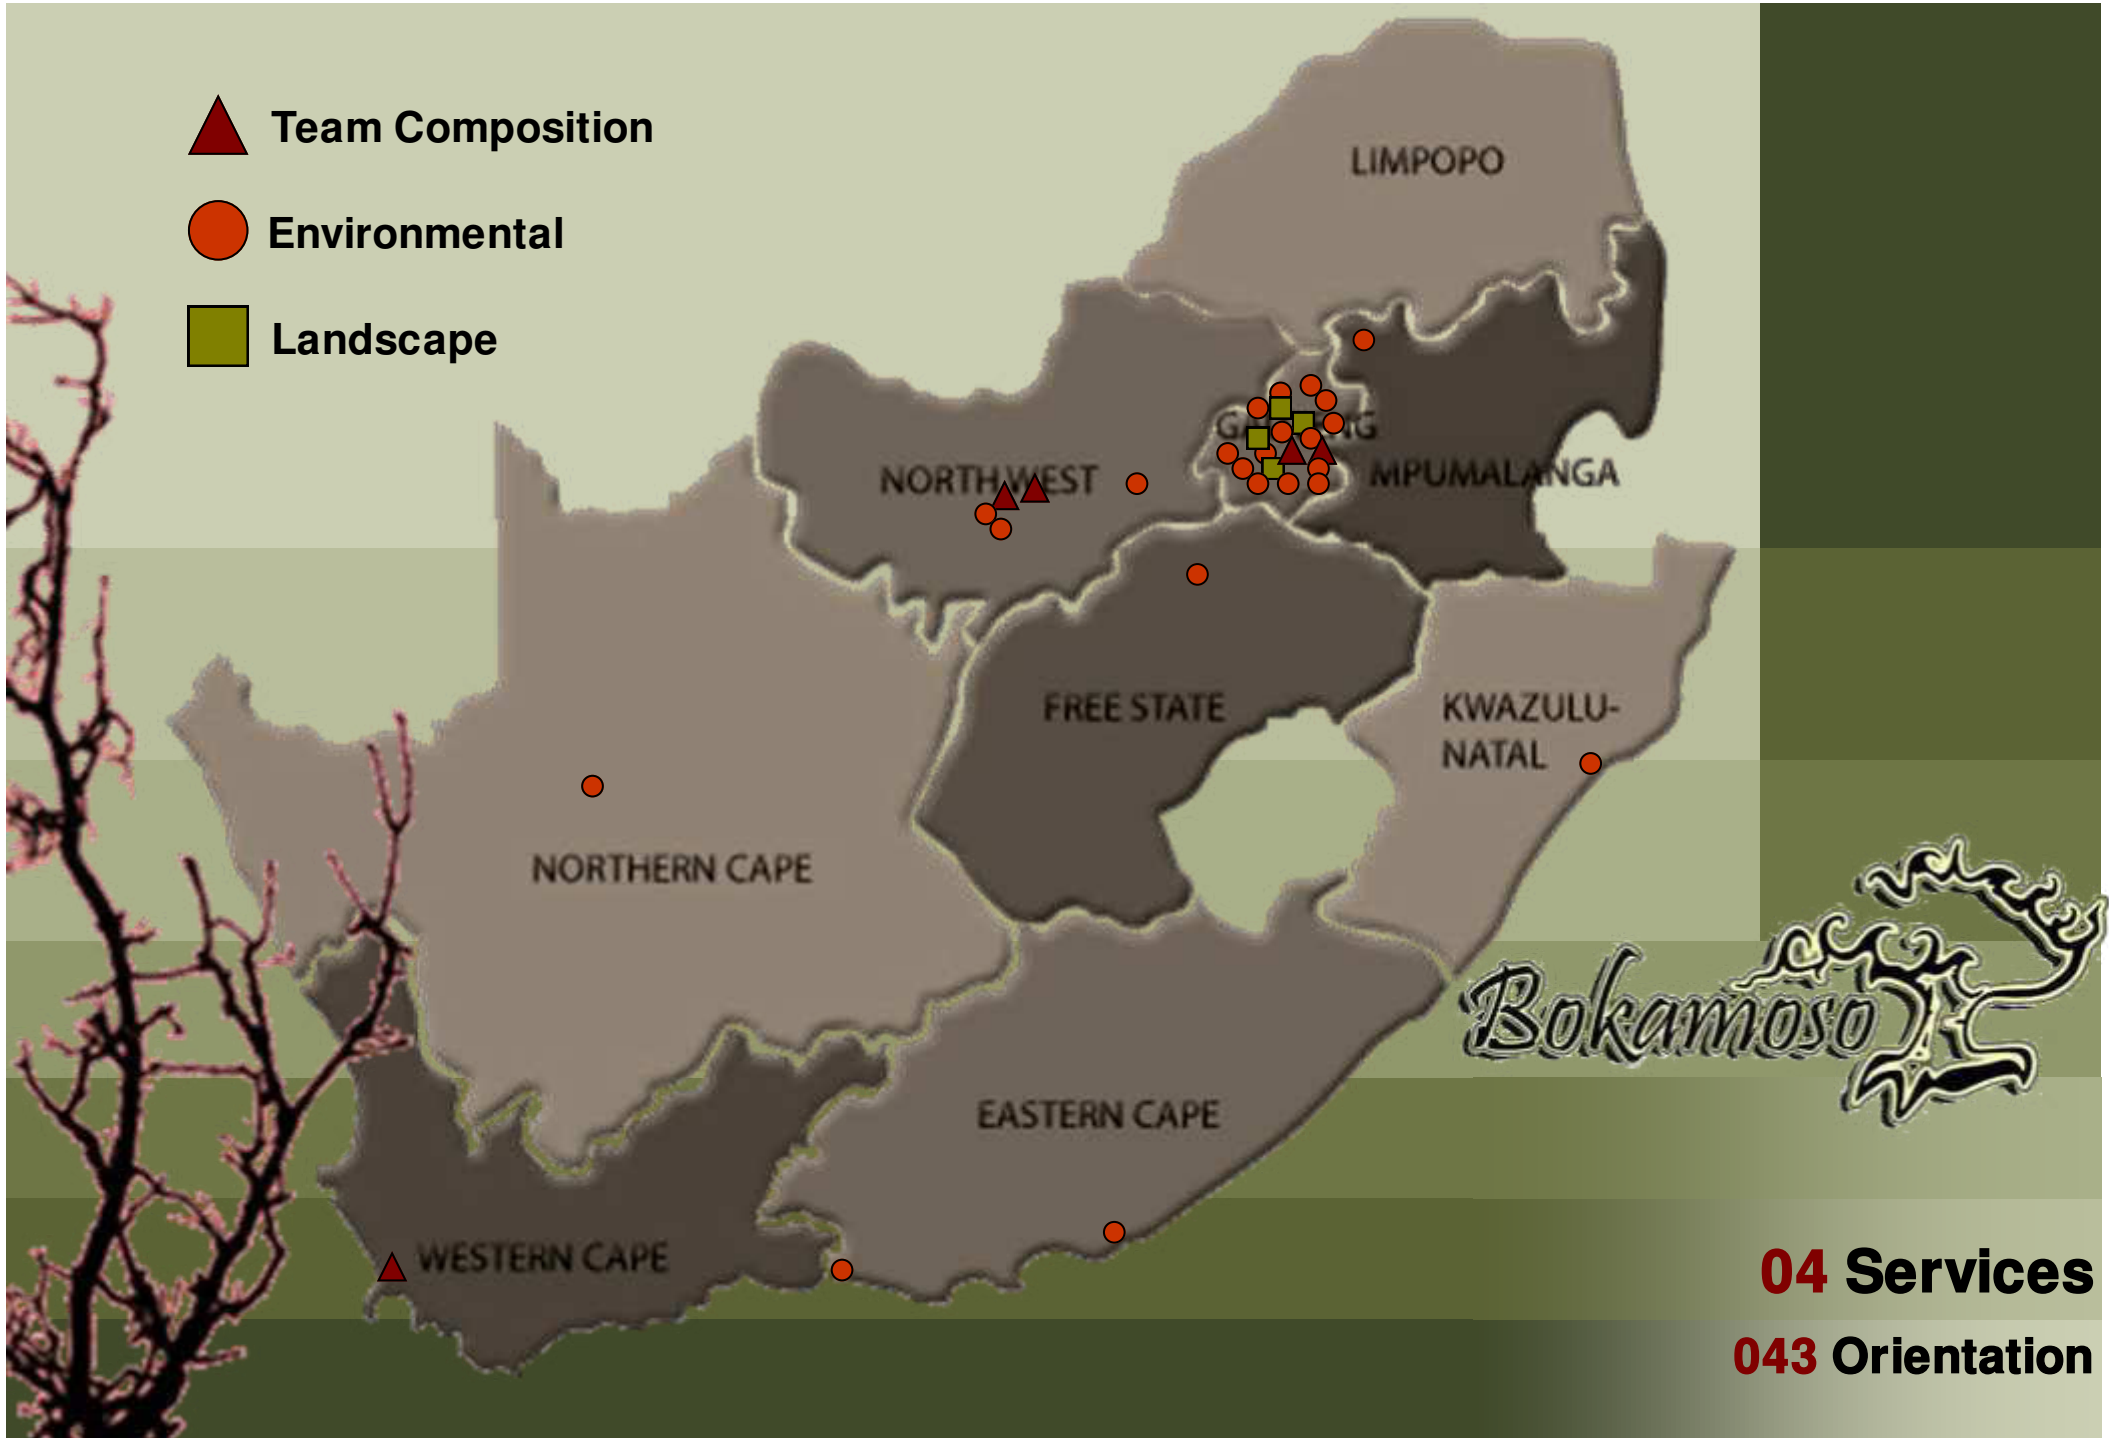 Team Composition
Environmental
Landscape
LIMPOPO
NORTH WEST
MPUMALANGA
FREE STATE
KWAZULU-
NATAL
NORTHERN CAPE
EASTERN CAPE
WESTERN CAPE
Bokamoso
04 Services
043 Orientation